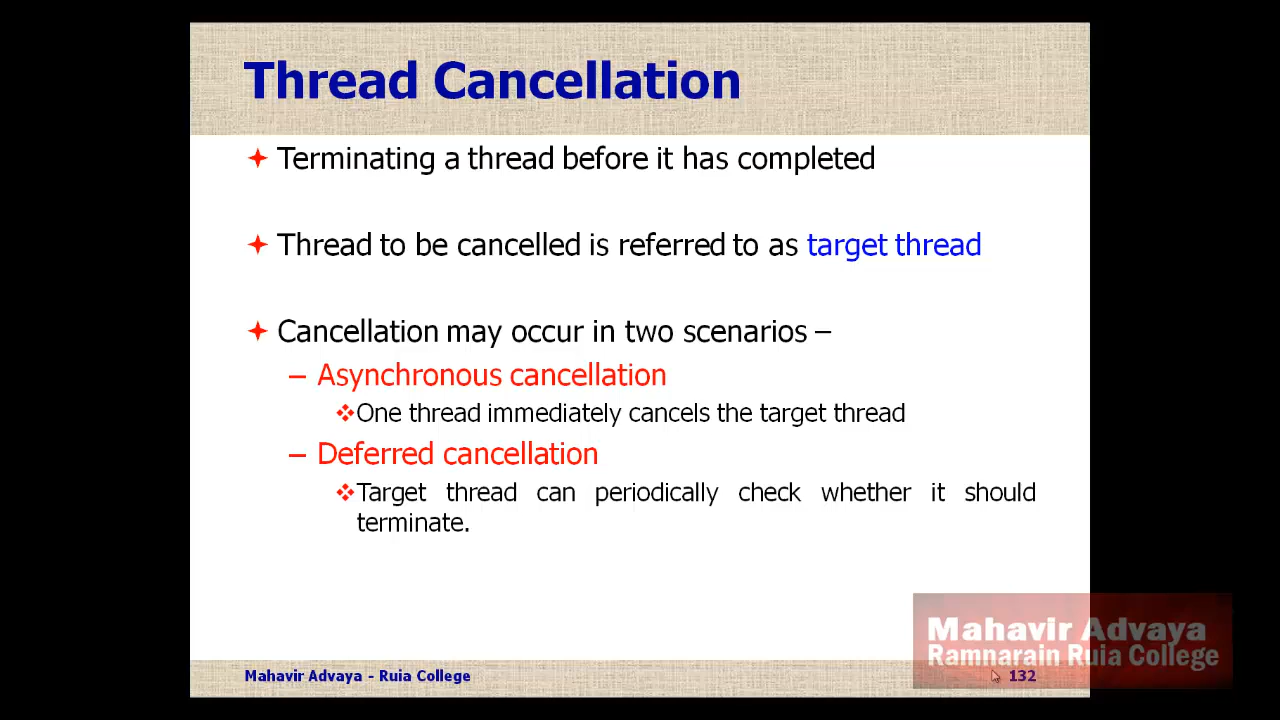 Thread Cancellation
Terminating a thread before it has completed
Thread to be cancelled is referred to as target thread
Cancellation may occur in two scenarios –
– Asynchronous cancellation
One thread immediately cancels the target thread
– Deferred cancellation
Target thread can periodically check whether it should
terminate.
Mahavir Advaya
Ramnarain Ruia College
Mahavir Advaya - Ruia College
132